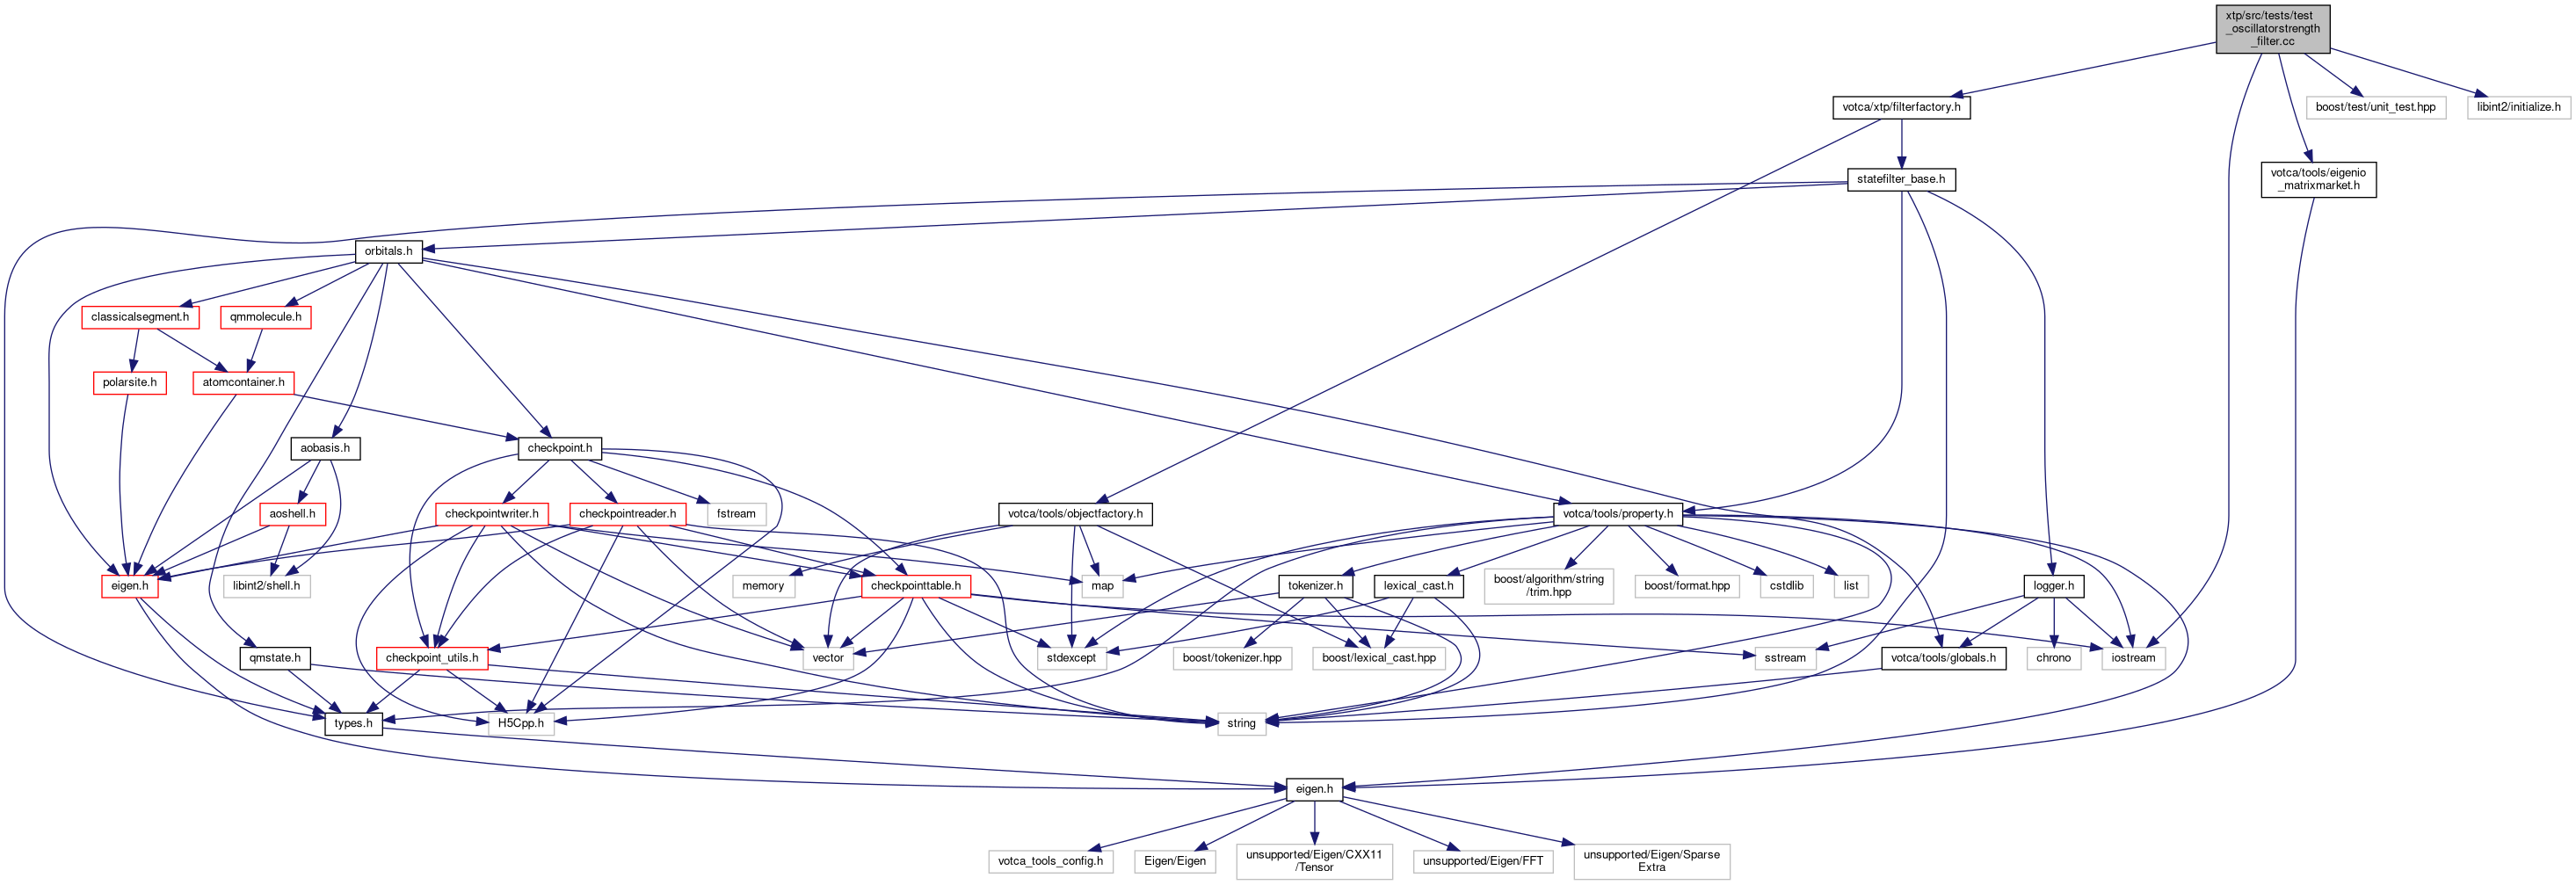 xtp/src/tests/test
_oscillatorstrength
_filter.cc
votca/xtp/filterfactory.h
boost/test/unit_test.hpp
libint2/initialize.h
statefilter_base.h
votca/tools/eigenio
_matrixmarket.h
orbitals.h
classicalsegment.h
qmmolecule.h
polarsite.h
atomcontainer.h
aobasis.h
checkpoint.h
aoshell.h
checkpointwriter.h
checkpointreader.h
fstream
votca/tools/objectfactory.h
votca/tools/property.h
eigen.h
libint2/shell.h
memory
checkpointtable.h
map
tokenizer.h
lexical_cast.h
boost/algorithm/string
/trim.hpp
boost/format.hpp
cstdlib
list
logger.h
qmstate.h
checkpoint_utils.h
vector
stdexcept
boost/tokenizer.hpp
boost/lexical_cast.hpp
sstream
votca/tools/globals.h
chrono
iostream
types.h
H5Cpp.h
string
eigen.h
votca_tools_config.h
Eigen/Eigen
unsupported/Eigen/CXX11
/Tensor
unsupported/Eigen/FFT
unsupported/Eigen/Sparse
Extra